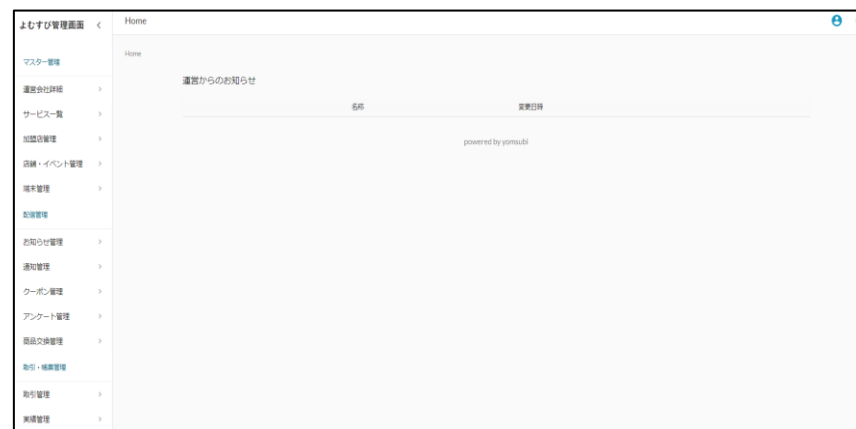 よむすび管理画面
Home
マスター管理
運営会社詳細
サービス一覧
加盟店管理
店舗・イベント管理
端末管理
配信管理
お知らせ管理
通知管理
クーポン管理
アンケート管理
商品交換管理
取引・帳票管理
取引管理
実績管理
Home
運営からのお知らせ
名称 変更日時
powered by yomsubi